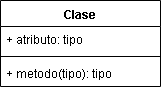 Clase
+ atributo: tipo
+ metodo(tipo): tipo